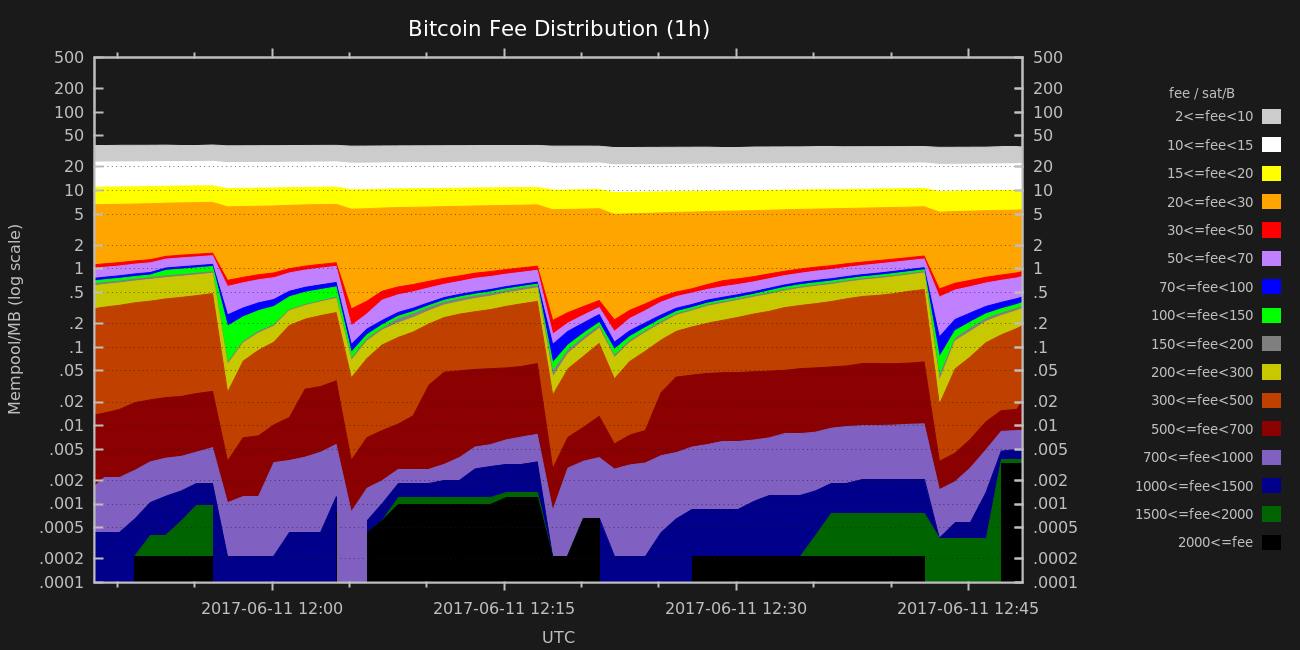 Bitcoin Fee Distribution (1h)
Mempool/MB (log scale)
500
200
100
50
20
10
5
2
1
.5
.2
.1
.05
.02
.01
.005
.002
.001
.0005
.0002
.0001
500
200
100
50
20
10
5
2
1
.5
.2
.1
.05
.02
.01
.005
.002
.001
.0005
.0002
.0001
fee / sat/B
2<=fee<10
10<=fee<15
15<=fee<20
20<=fee<30
30<=fee<50
50<=fee<70
70<=fee<100
100<=fee<150
150<=fee<200
200<=fee<300
300<=fee<500
500<=fee<700
700<=fee<1000
1000<=fee<1500
1500<=fee<2000
2000<=fee
2017-06-11 12:00
2017-06-11 12:15
2017-06-11 12:30
2017-06-11 12:45
UTC